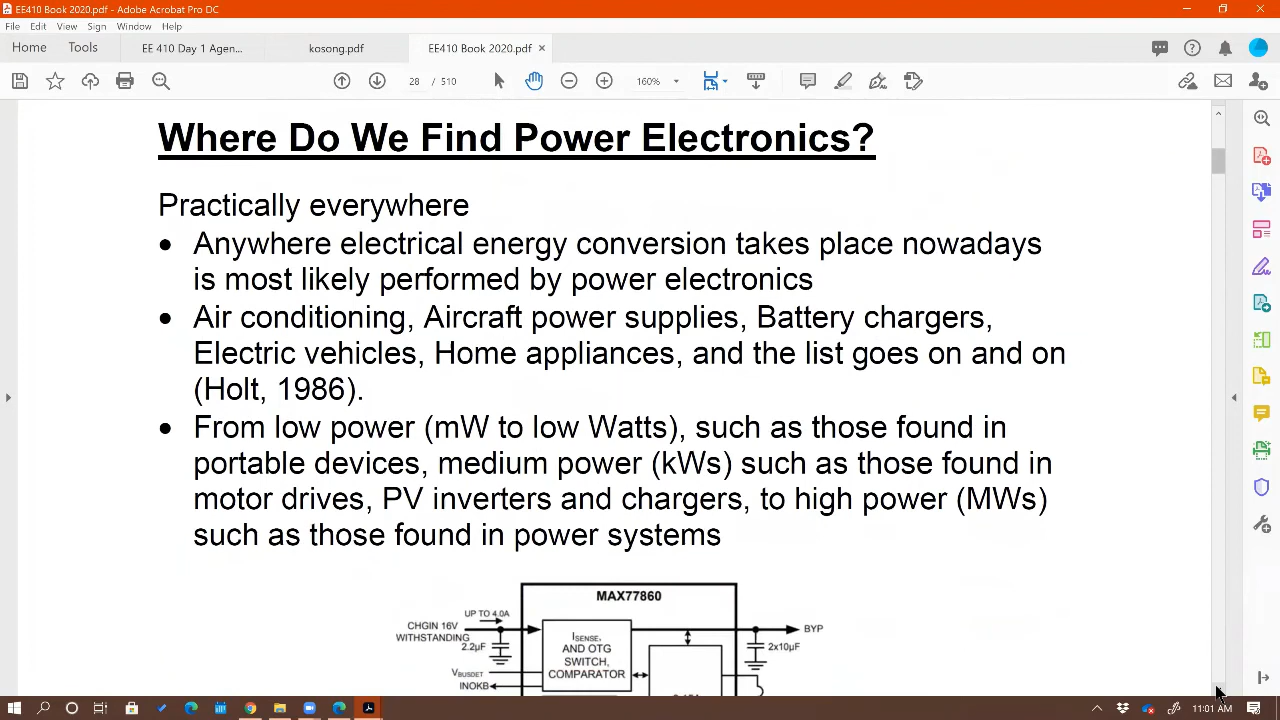 EE410 Book 2020.pdf - Adobe Acrobat Pro DC
File Edit View Sign Window Help
Home Tools EE 410 Day 1 Agen... kosong.pdf EE410 Book 2020.pdf ×
28 / 510 160%
Where Do We Find Power Electronics?
Practically everywhere
• Anywhere electrical energy conversion takes place nowadays
is most likely performed by power electronics
• Air conditioning, Aircraft power supplies, Battery chargers,
Electric vehicles, Home appliances, and the list goes on and on
(Holt, 1986).
• From low power (mW to low Watts), such as those found in
portable devices, medium power (kWs) such as those found in
motor drives, PV inverters and chargers, to high power (MWs)
such as those found in power systems
MAX77860
UP TO 4.0A
CHGIN 16V
WITHSTANDING
2.2µF
ISENSE,
AND OTG
SWITCH,
COMPARATOR
BYP
2x10µF
VBUSDET
INOKB
11:01 AM